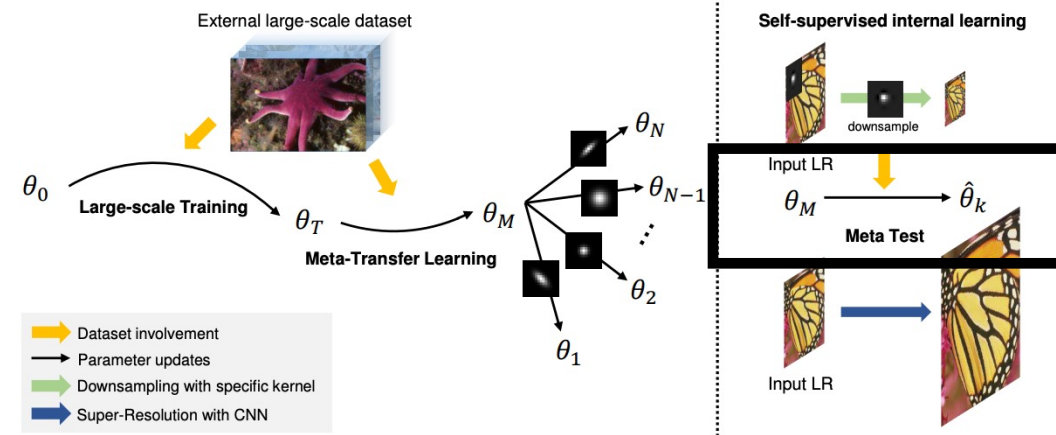 External large-scale dataset
Self-supervised internal learning
downsample
Input LR
θ_0
Large-scale Training
θ_T
Meta-Transfer Learning
θ_M
θ_N
θ_{N−1}
⋮
θ_2
θ_1
θ_M
θ̂_k
Meta Test
Input LR
Dataset involvement
Parameter updates
Downsampling with specific kernel
Super-Resolution with CNN